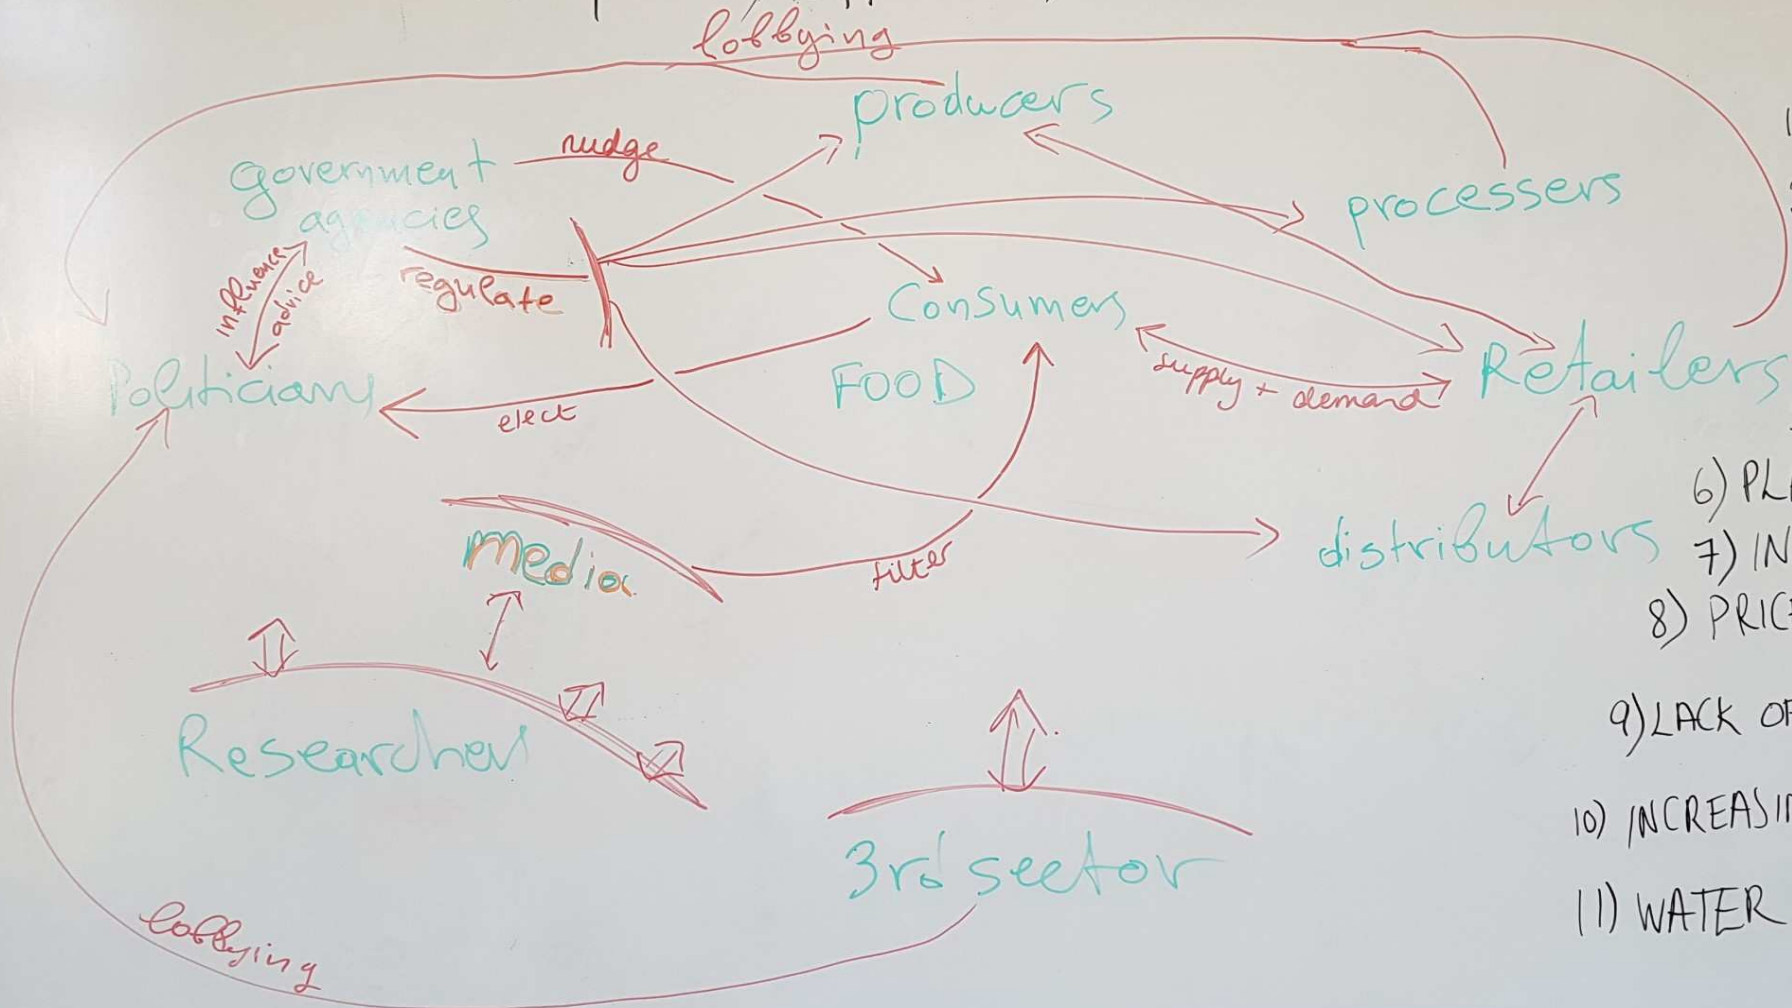 lobbying
producers
nudge
government
agencies
processers
influence
advice
regulate
Consumers
Politicians
elect
FOOD
supply + demand
Retailers
media
filter
distributors
6) PL
7) IN
8) PRIC
Researcher
9) LACK OF
3rd sector
10) INCREASIN
11) WATER
lobbying